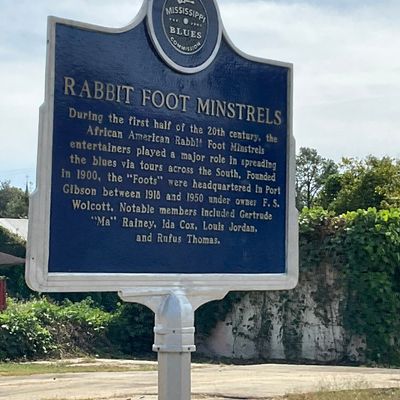 MISSISSIPPI
BLUES
COMMISSION
RABBIT FOOT MINSTRELS
During the first half of the 20th century, the
African American Rabbit Foot Minstrels
entertainers played a major role in spreading
the blues via tours across the South. Founded
in 1900, the "Foots" were headquartered in Port
Gibson between 1918 and 1950 under owner F. S.
Wolcott. Notable members included Gertrude
"Ma" Rainey, Ida Cox, Louis Jordan,
and Rufus Thomas.